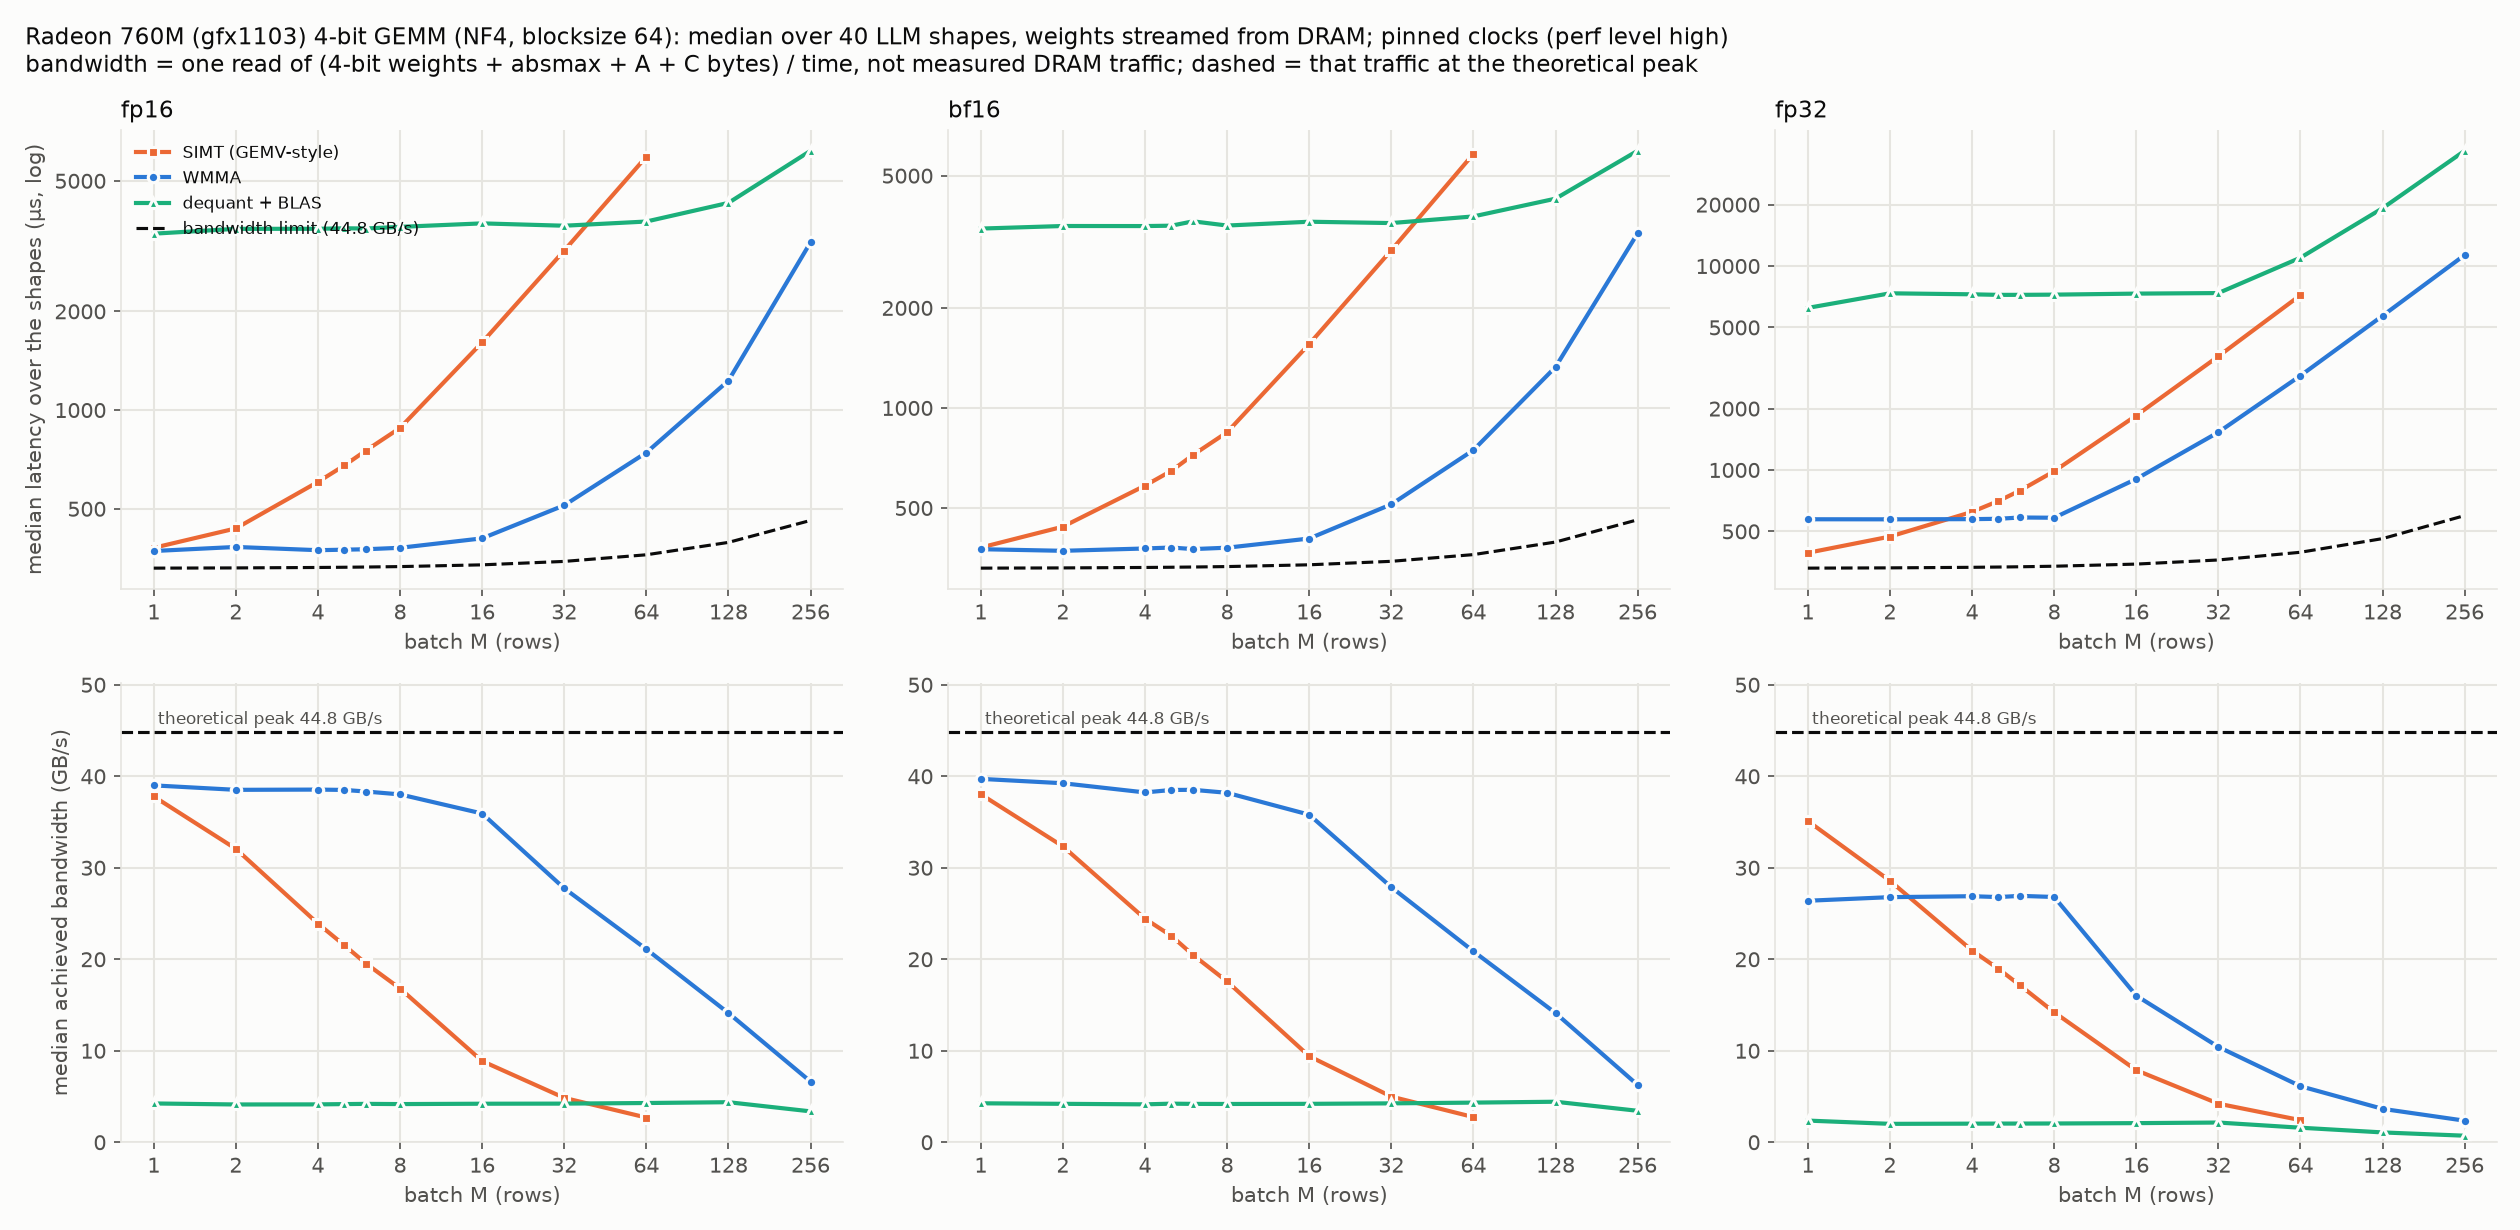 Radeon 760M (gfx1103) 4-bit GEMM (NF4, blocksize 64): median over 40 LLM shapes, weights streamed from DRAM; pinned clocks (perf level high)
bandwidth = one read of (4-bit weights + absmax + A + C bytes) / time, not measured DRAM traffic; dashed = that traffic at the theoretical peak
fp16
median latency over the shapes (µs, log)
5000
2000
1000
500
SIMT (GEMV-style)
WMMA
dequant + BLAS
bandwidth limit (44.8 GB/s)
1 2 4 8 16 32 64 128 256
batch M (rows)
bf16
5000
2000
1000
500
1 2 4 8 16 32 64 128 256
batch M (rows)
fp32
20000
10000
5000
2000
1000
500
1 2 4 8 16 32 64 128 256
batch M (rows)
median achieved bandwidth (GB/s)
50
40
30
20
10
0
theoretical peak 44.8 GB/s
1 2 4 8 16 32 64 128 256
batch M (rows)
50
40
30
20
10
0
theoretical peak 44.8 GB/s
1 2 4 8 16 32 64 128 256
batch M (rows)
50
40
30
20
10
0
theoretical peak 44.8 GB/s
1 2 4 8 16 32 64 128 256
batch M (rows)